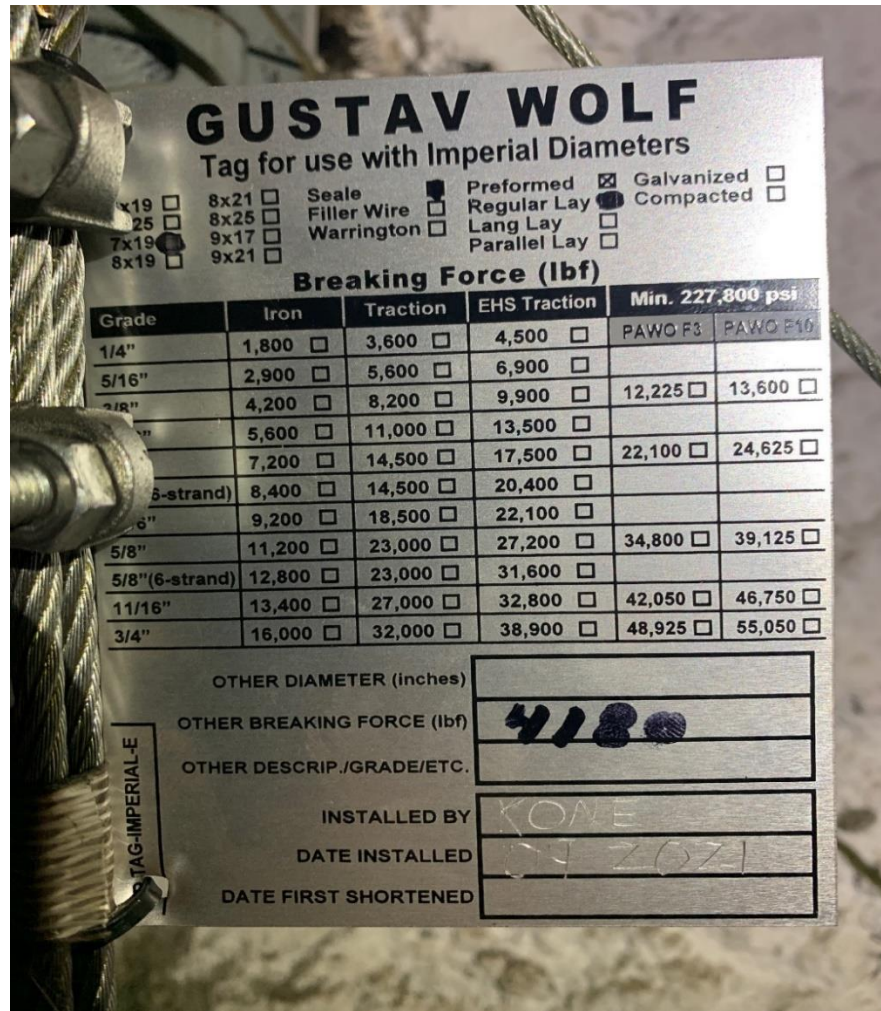 GUSTAV WOLF
Tag for use with Imperial Diameters
x19 8x21 Seale Preformed Galvanized
25 8x25 Filler Wire Regular Lay Compacted
7x19 9x17 Warrington Lang Lay
8x19 9x21 Parallel Lay
Breaking Force (lbf)
Grade Iron Traction EHS Traction Min. 227,800 psi
1/4" 1,800 3,600 4,500 PAWO F3 PAWO F10
5/16" 2,900 5,600 6,900
3/8" 4,200 8,200 9,900 12,225 13,600
5,600 11,000 13,500
7,200 14,500 17,500 22,100 24,625
6-strand) 8,400 14,500 20,400
6" 9,200 18,500 22,100
5/8" 11,200 23,000 27,200 34,800 39,125
5/8"(6-strand) 12,800 23,000 31,600
11/16" 13,400 27,000 32,800 42,050 46,750
3/4" 16,000 32,000 38,900 48,925 55,050
OTHER DIAMETER (inches)
OTHER BREAKING FORCE (lbf) 4180
OTHER DESCRIP./GRADE/ETC.
TAG-IMPERIAL-E
INSTALLED BY KONE
DATE INSTALLED 2021
DATE FIRST SHORTENED